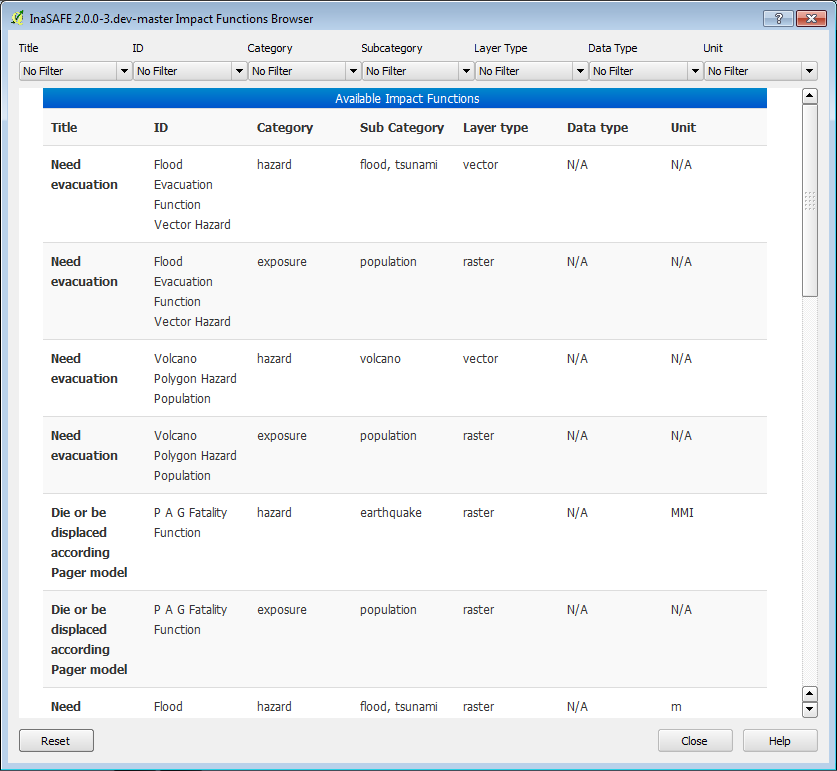 InaSAFE 2.0.0-3.dev-master Impact Functions Browser
Title ID Category Subcategory Layer Type Data Type Unit
No Filter No Filter No Filter No Filter No Filter No Filter No Filter
Available Impact Functions
Title ID Category Sub Category Layer type Data type Unit
Need Flood hazard flood, tsunami vector N/A N/A
evacuation Evacuation
Function
Vector Hazard
Need Flood exposure population raster N/A N/A
evacuation Evacuation
Function
Vector Hazard
Need Volcano hazard volcano vector N/A N/A
evacuation Polygon Hazard
Population
Need Volcano exposure population raster N/A N/A
evacuation Polygon Hazard
Population
Die or be P A G Fatality hazard earthquake raster N/A MMI
displaced Function
according
Pager model
Die or be P A G Fatality exposure population raster N/A N/A
displaced Function
according
Pager model
Need Flood hazard flood, tsunami raster N/A m
Reset Close Help